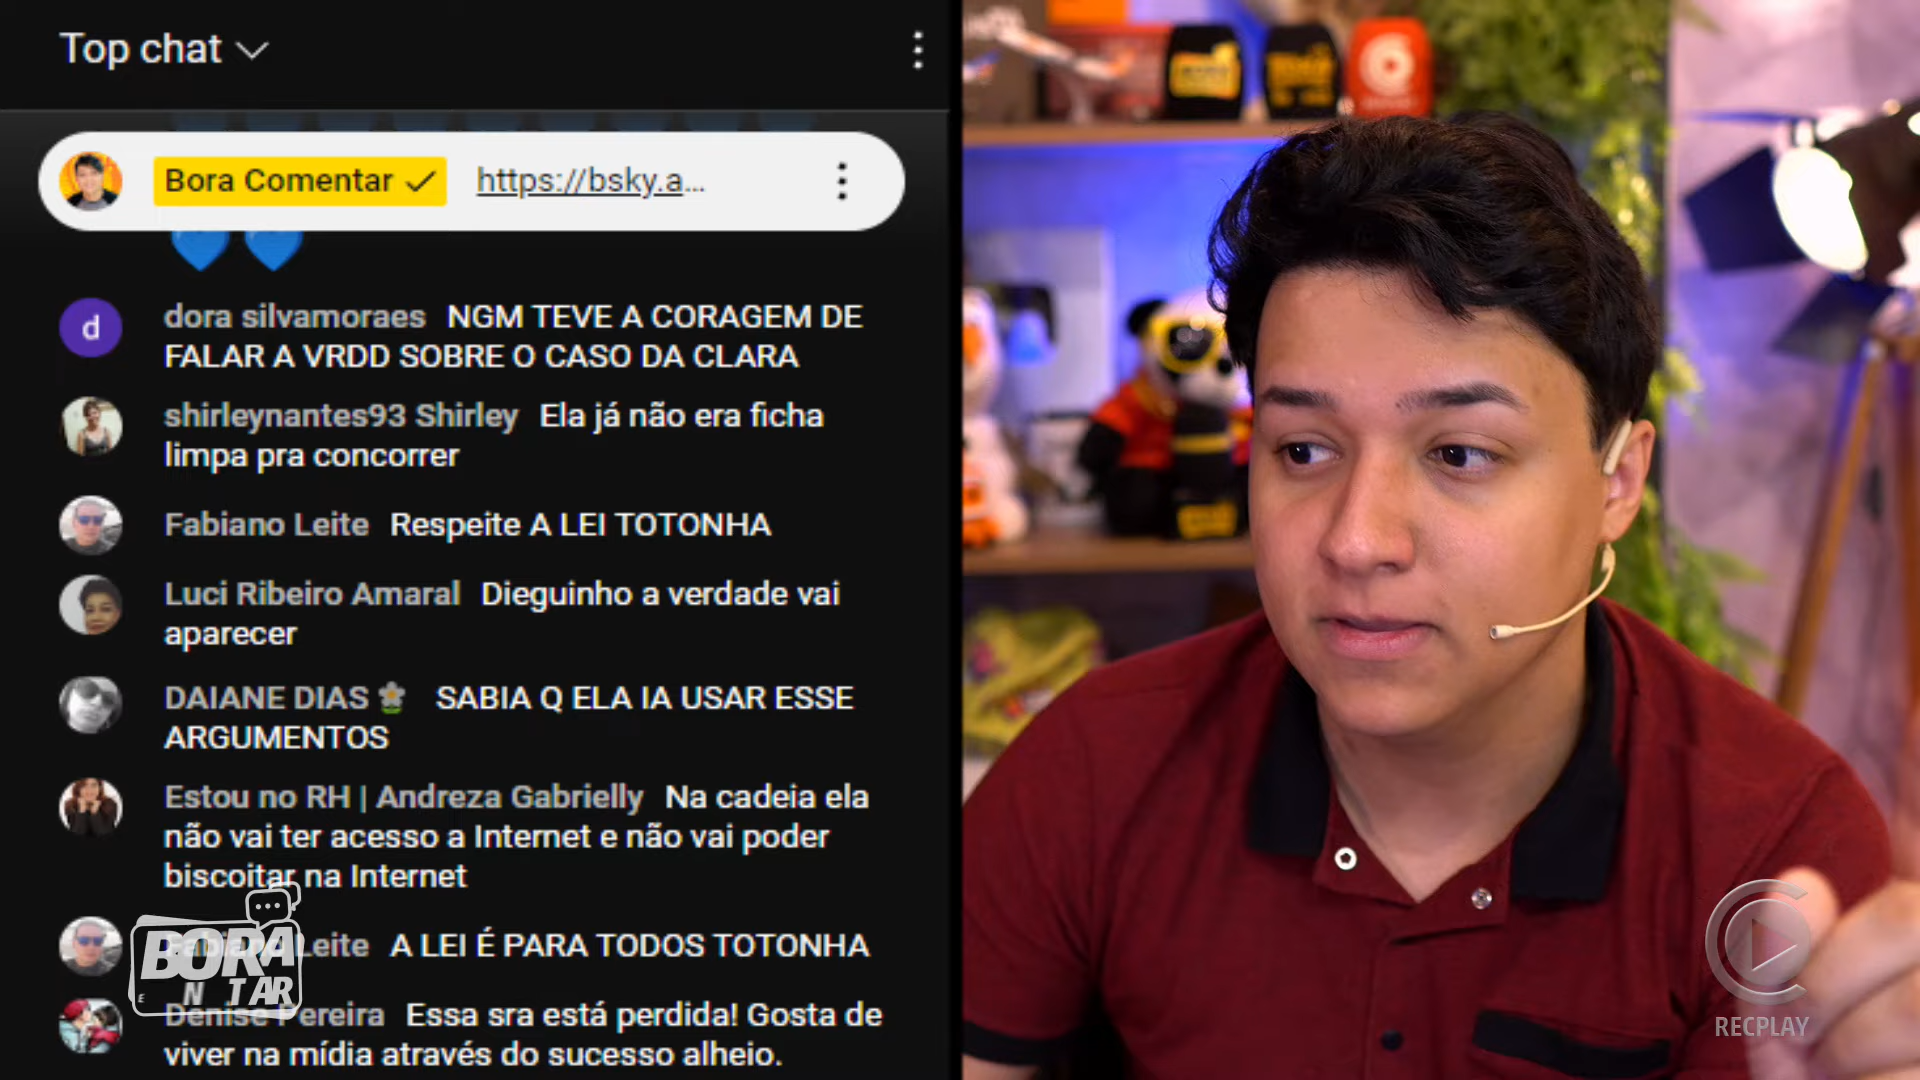 Top chat
Bora Comentar https://bsky.a...
d
dora silvamoraes NGM TEVE A CORAGEM DE
FALAR A VRDD SOBRE O CASO DA CLARA
shirleynantes93 Shirley Ela já não era ficha
limpa pra concorrer
Fabiano Leite Respeite A LEI TOTONHA
Luci Ribeiro Amaral Dieguinho a verdade vai
aparecer
DAIANE DIAS SABIA Q ELA IA USAR ESSE
ARGUMENTOS
Estou no RH | Andreza Gabrielly Na cadeia ela
não vai ter acesso a Internet e não vai poder
biscoitar na Internet
Fabiano Leite A LEI É PARA TODOS TOTONHA
BORA
E N TAR
Denise Pereira Essa sra está perdida! Gosta de
viver na mídia através do sucesso alheio.
RECPLAY